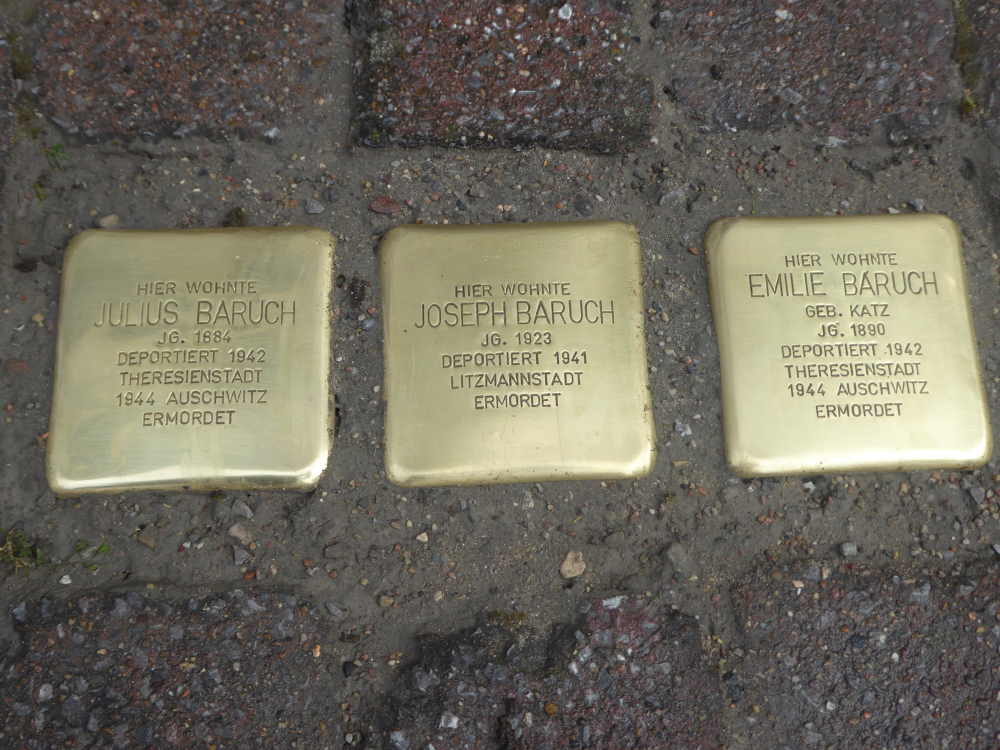 HIER WOHNTE
JULIUS BARUCH
JG. 1884
DEPORTIERT 1942
THERESIENSTADT
1944 AUSCHWITZ
ERMORDET
HIER WOHNTE
JOSEPH BARUCH
JG. 1923
DEPORTIERT 1941
LITZMANNSTADT
ERMORDET
HIER WOHNTE
EMILIE BARUCH
GEB. KATZ
JG. 1890
DEPORTIERT 1942
THERESIENSTADT
1944 AUSCHWITZ
ERMORDET